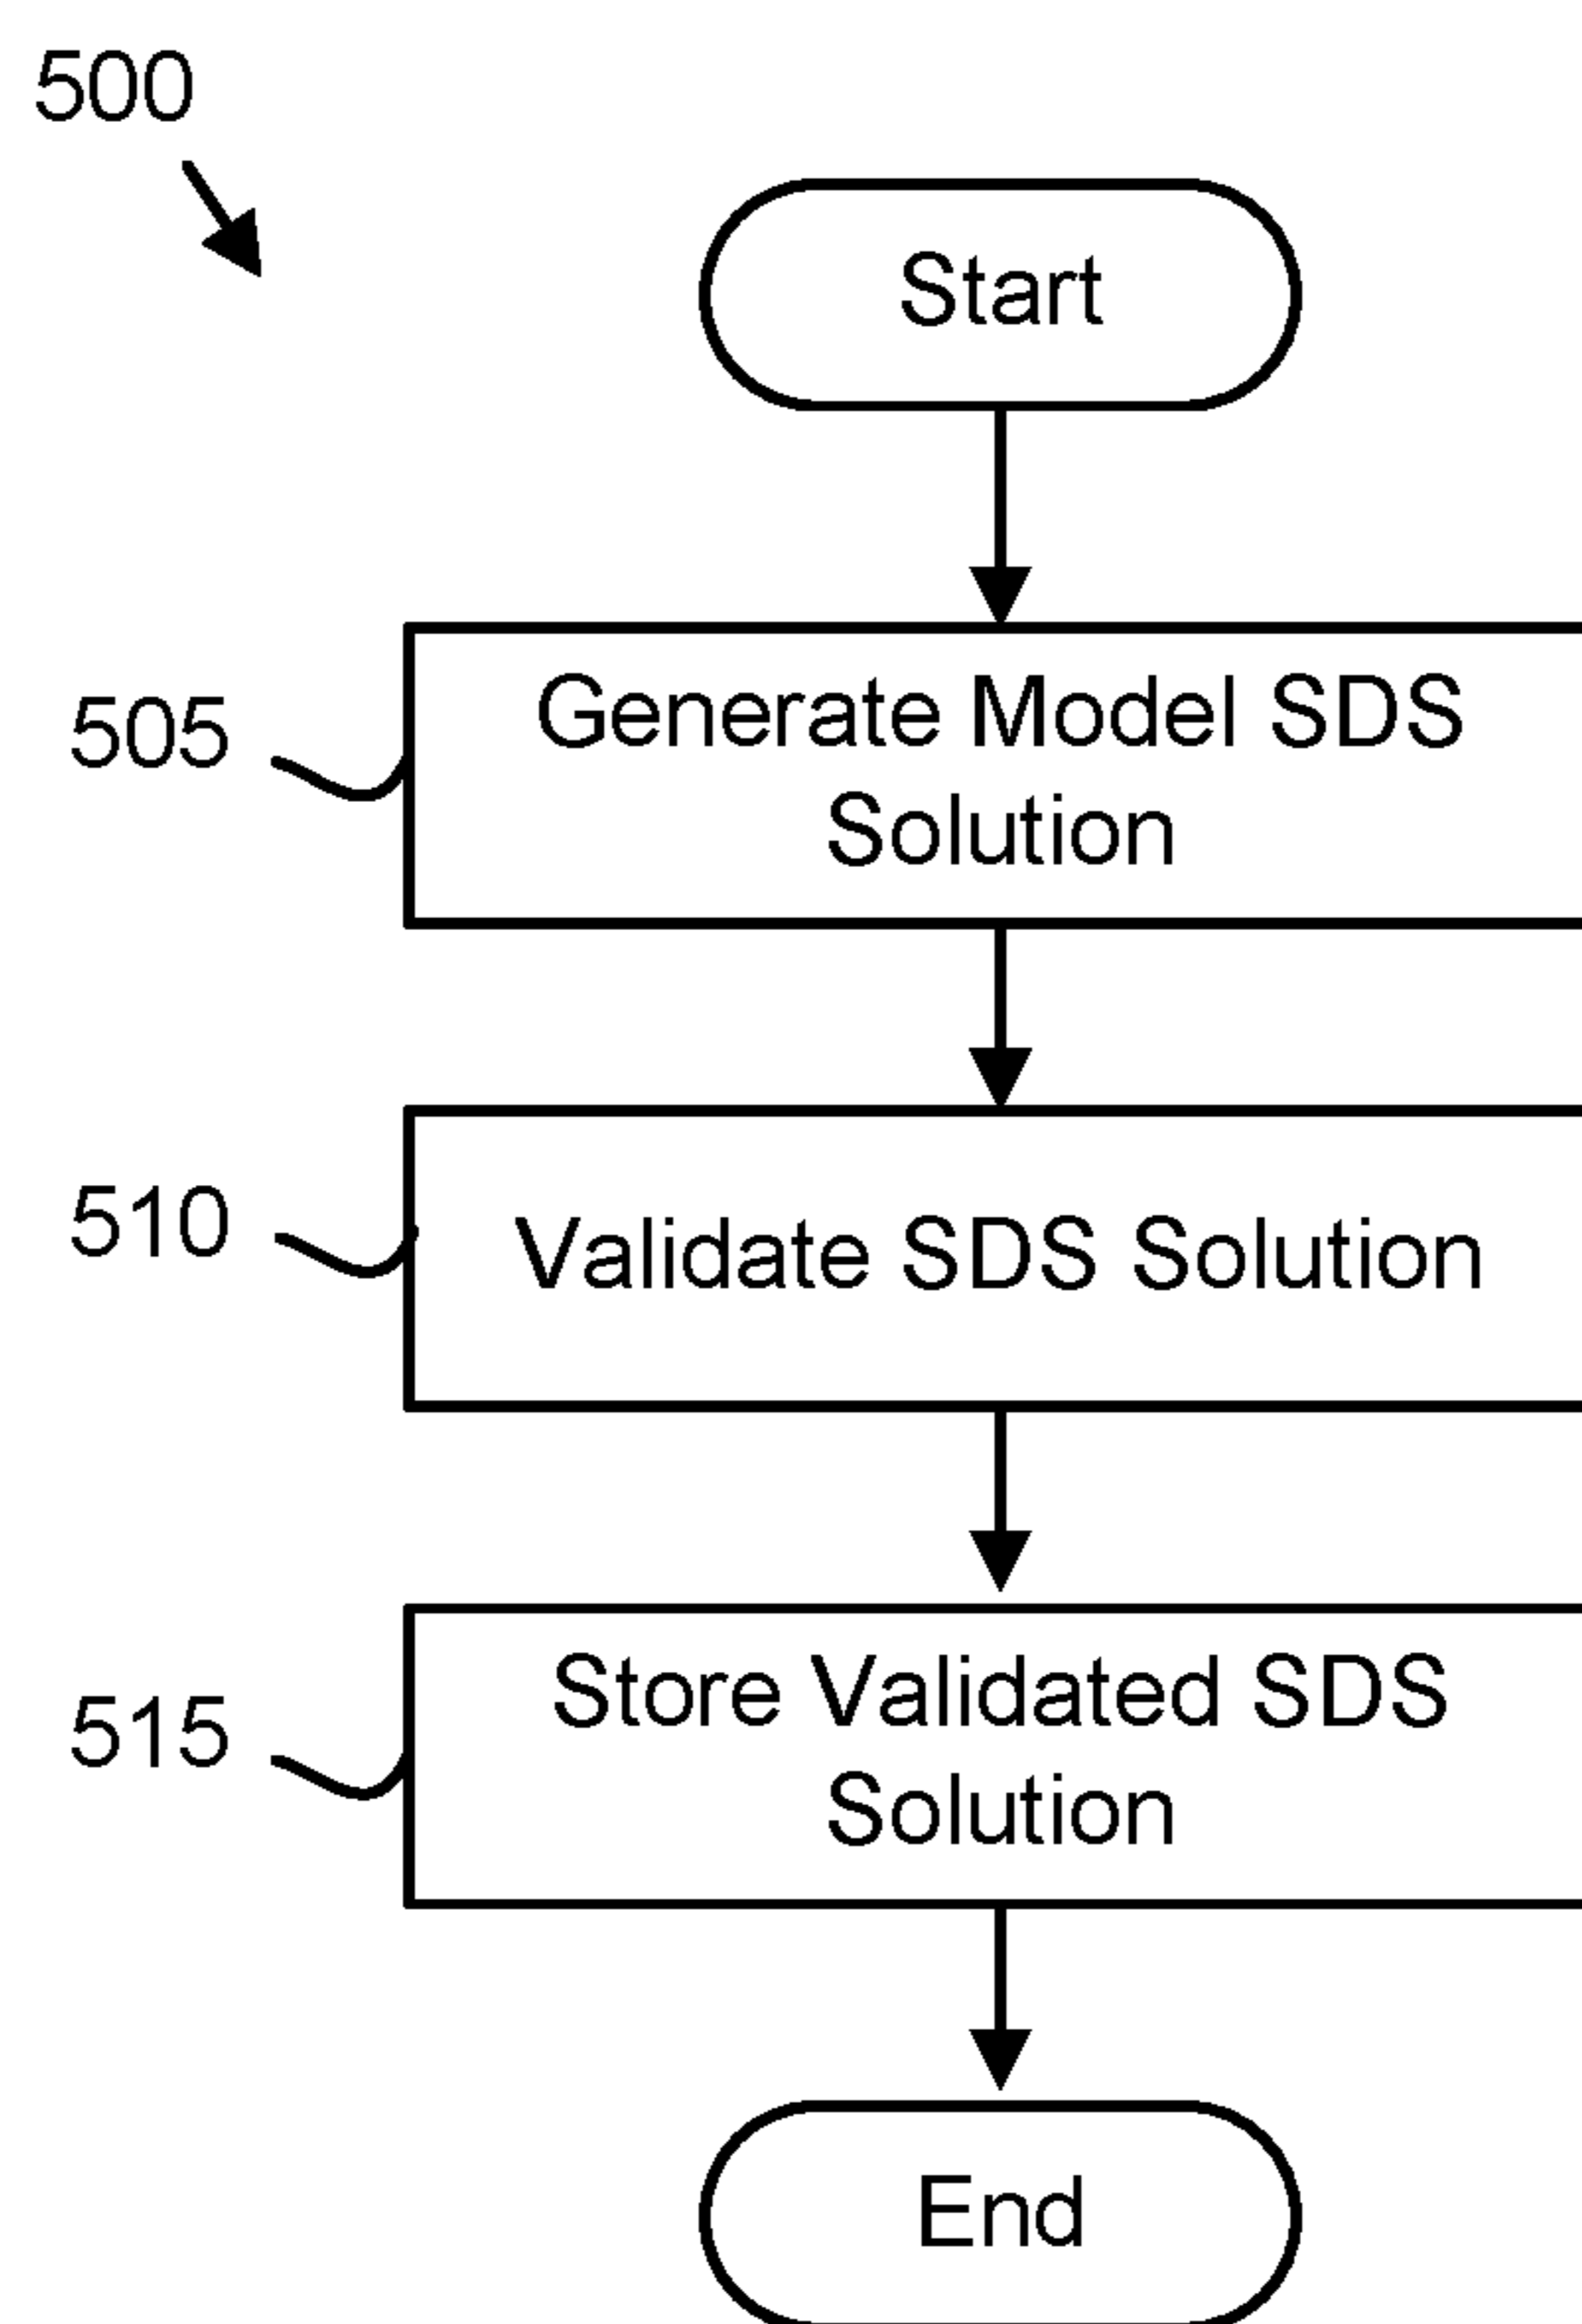 500
Start
505
Generate Model SDS
Solution
510
Validate SDS Solution
515
Store Validated SDS
Solution
End